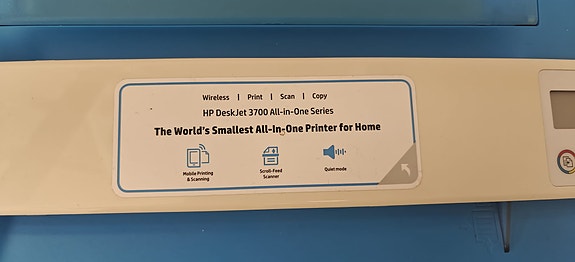 Wireless | Print | Scan | Copy
HP DeskJet 3700 All-in-One Series
The World's Smallest All-In-One Printer for Home
Mobile Printing
& Scanning
Scroll-Feed
Scanner
Quiet mode